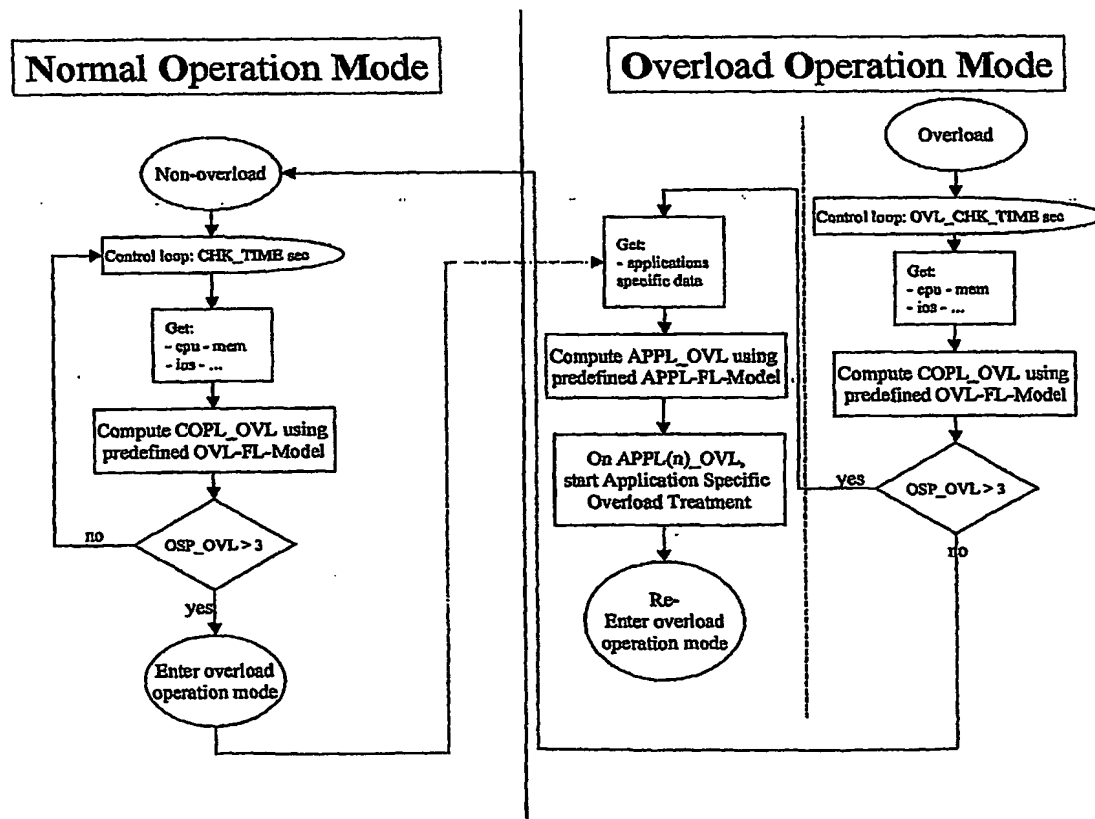 Normal Operation Mode
Non-overload
Control loop: CHK_TIME sec
Get:
- cpu - mem
- ios - ...
Compute COPL_OVL using
predefined OVL-FL-Model
OSP_OVL > 3
no
yes
Enter overload
operation mode
Overload Operation Mode
Get:
- applications
specific data
Compute APPL_OVL using
predefined APPL-FL-Model
On APPL(n)_OVL,
start Application Specific
Overload Treatment
Re-
Enter overload
operation mode
Overload
Control loop: OVL_CHK_TIME sec
Get:
- cpu - mem
- ios - ...
Compute COPL_OVL using
predefined OVL-FL-Model
OSP_OVL > 3
yes
no